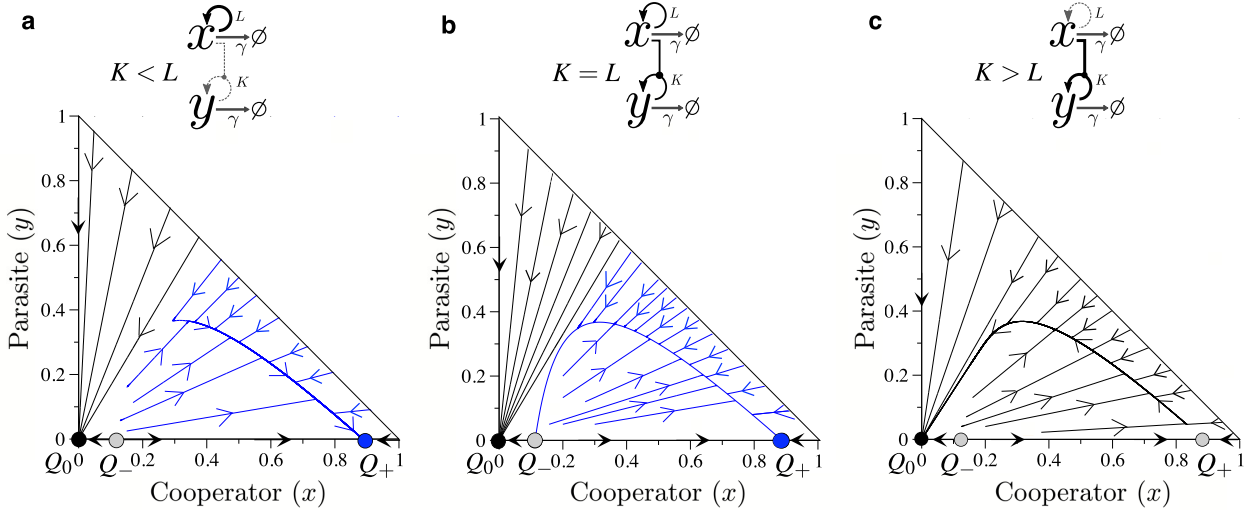 a
x L
γ ∅
K < L
K
y γ ∅
1
0.8
0.6
0.4
0.2
0
Parasite (y)
Q₀ 0 Q₋ 0.2 0.4 0.6 0.8 Q₊ 1
Cooperator (x)
b
x L
γ ∅
K = L
K
y γ ∅
1
0.8
0.6
0.4
0.2
0
Parasite (y)
Q₀ 0 Q₋ 0.2 0.4 0.6 0.8 Q₊ 1
Cooperator (x)
c
x L
γ ∅
K > L
K
y γ ∅
1
0.8
0.6
0.4
0.2
0
Parasite (y)
Q₀ 0 Q₋ 0.2 0.4 0.6 0.8 Q₊ 1
Cooperator (x)